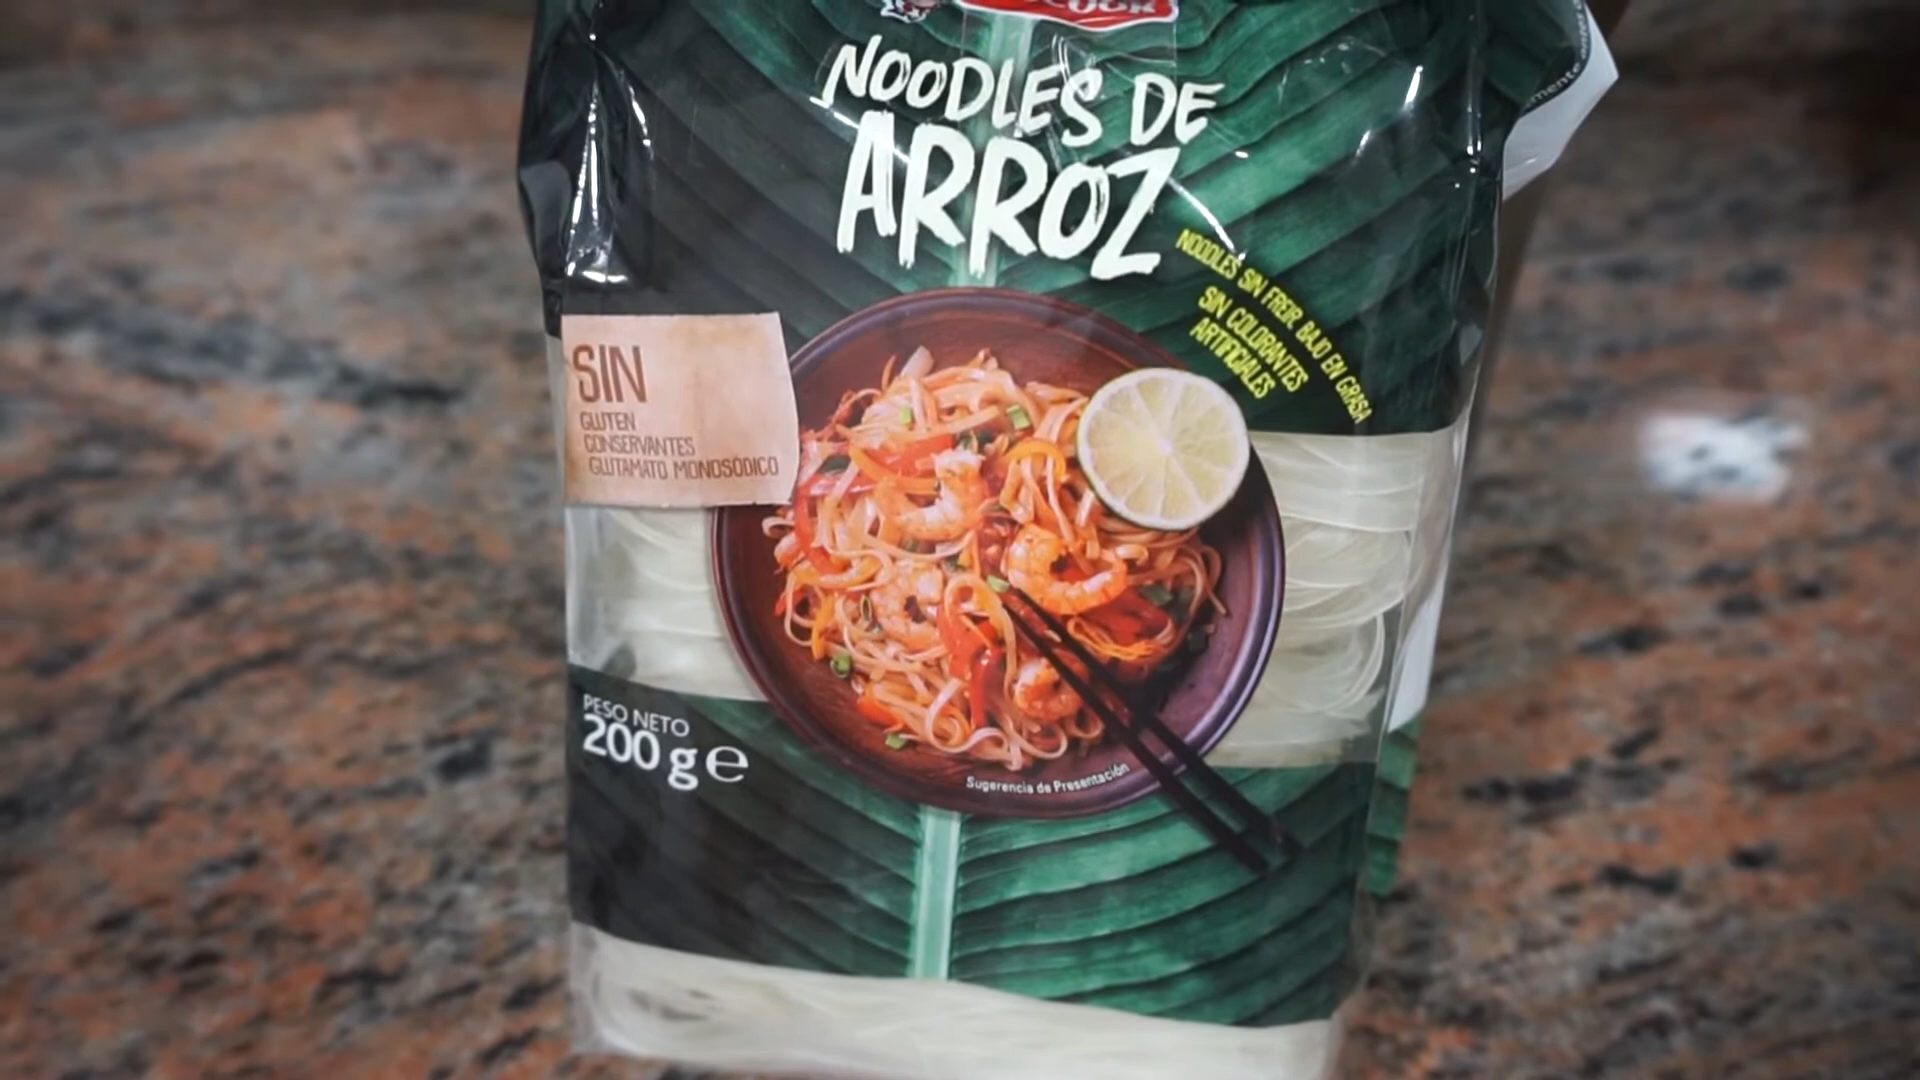 NOODLES DE
ARROZ
NOODLES SIN FREIR BAJO EN GRASA
SIN COLORANTES
ARTIFICIALES
SIN
GLUTEN
CONSERVANTES
GLUTAMATO MONOSÓDICO
PESO NETO
200 g e
Sugerencia de Presentación